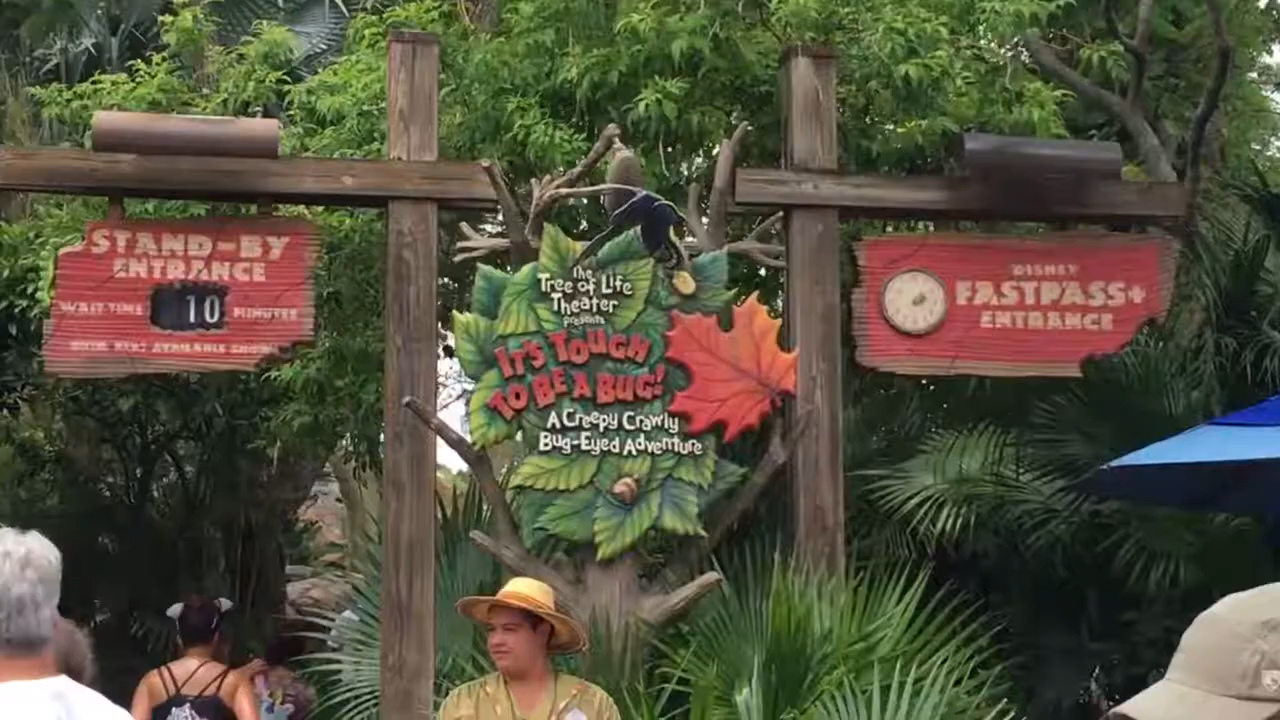 STAND-BY
ENTRANCE
WAIT TIME 10 MINUTES
The
Tree of Life
Theater
presents
IT'S TOUGH
TO BE A BUG!
A Creepy Crawly
Bug-Eyed Adventure
DISNEY
FASTPASS+
ENTRANCE